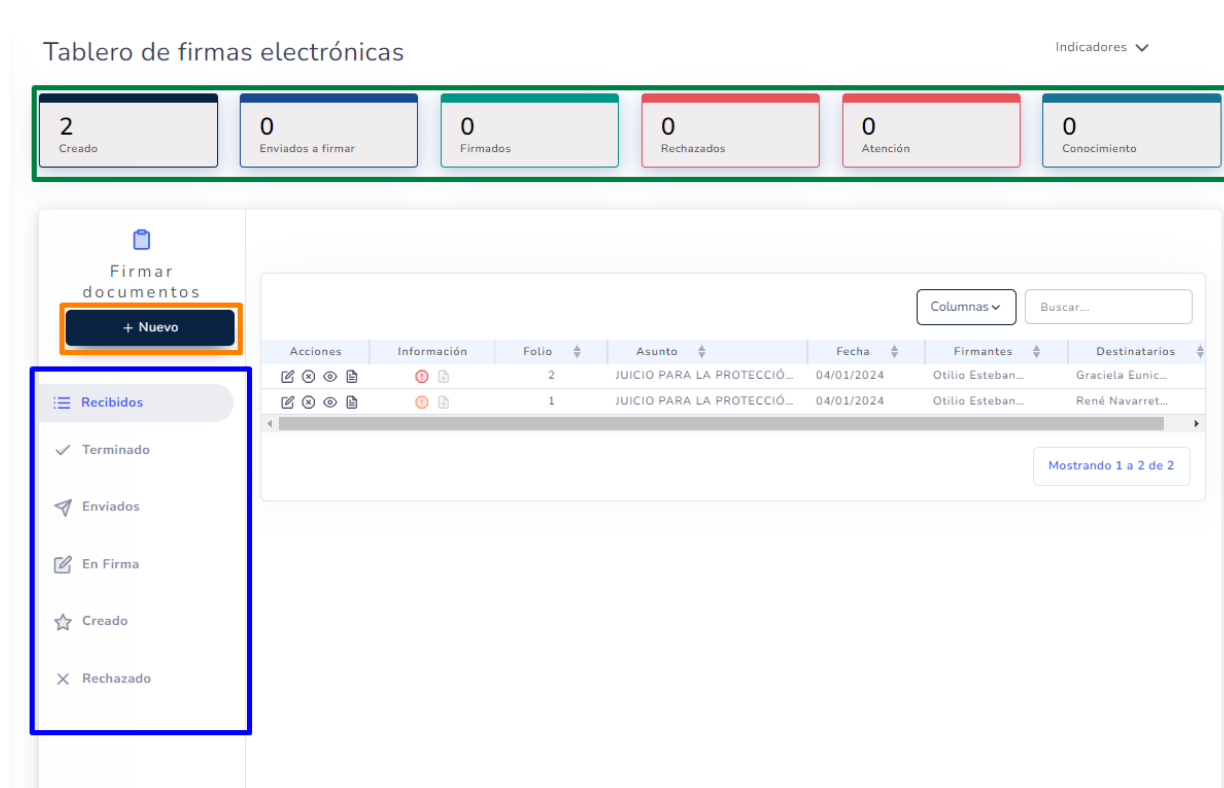 Tablero de firmas electrónicas
Indicadores
2
Creado
0
Enviados a firmar
0
Firmados
0
Rechazados
0
Atención
0
Conocimiento
Firmar
documentos
+ Nuevo
Recibidos
Terminado
Enviados
En Firma
Creado
Rechazado
Columnas
Buscar...
Acciones Información Folio Asunto Fecha Firmantes Destinatarios
2 JUICIO PARA LA PROTECCIÓ... 04/01/2024 Otilio Esteban... Graciela Eunic...
1 JUICIO PARA LA PROTECCIÓ... 04/01/2024 Otilio Esteban... René Navarret...
Mostrando 1 a 2 de 2